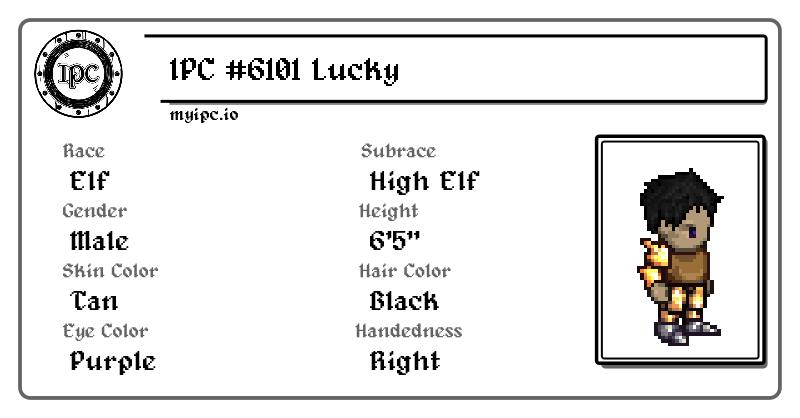 IPC
IPC #6101 Lucky
myipc.io
Race
Subrace
Elf
High Elf
Gender
Height
Male
6'5"
Skin Color
Hair Color
Tan
Black
Eye Color
Handedness
Purple
Right